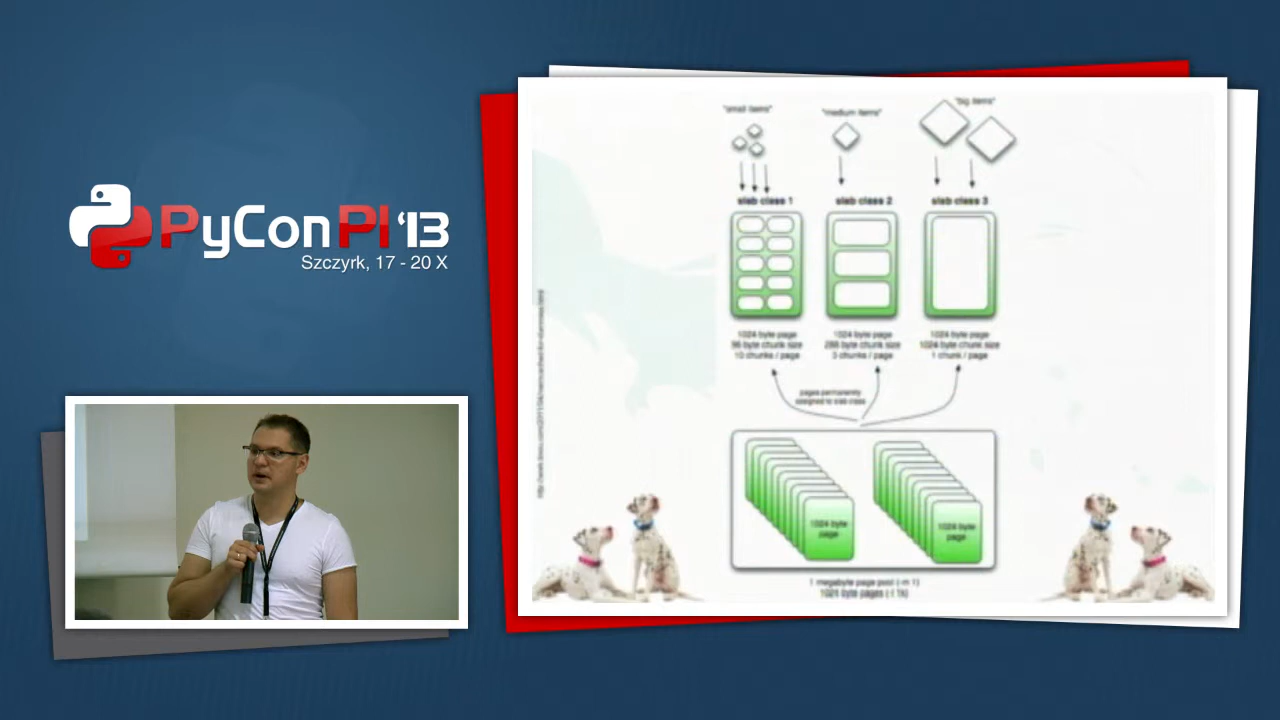 PyConPl '13
Szczyrk, 17 - 20 X
"small items"
"medium items"
"big items"
slab class 1
slab class 2
slab class 3
1024 byte page
96 byte chunk size
10 chunks / page
1024 byte page
288 byte chunk size
3 chunks / page
1024 byte page
1024 byte chunk size
1 chunk / page
pages permanently
assigned to slab class
1024 byte
page
1024 byte
page
1 megabyte page pool (-m 1)
byte pages (-I 1k)